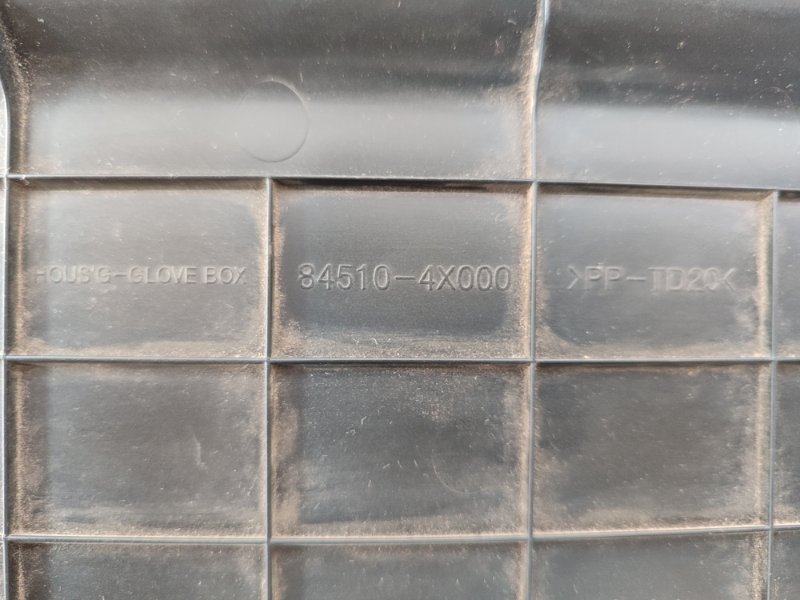 HOUS'G-GLOVE BOX
84510-4X000
>PP-TD20<